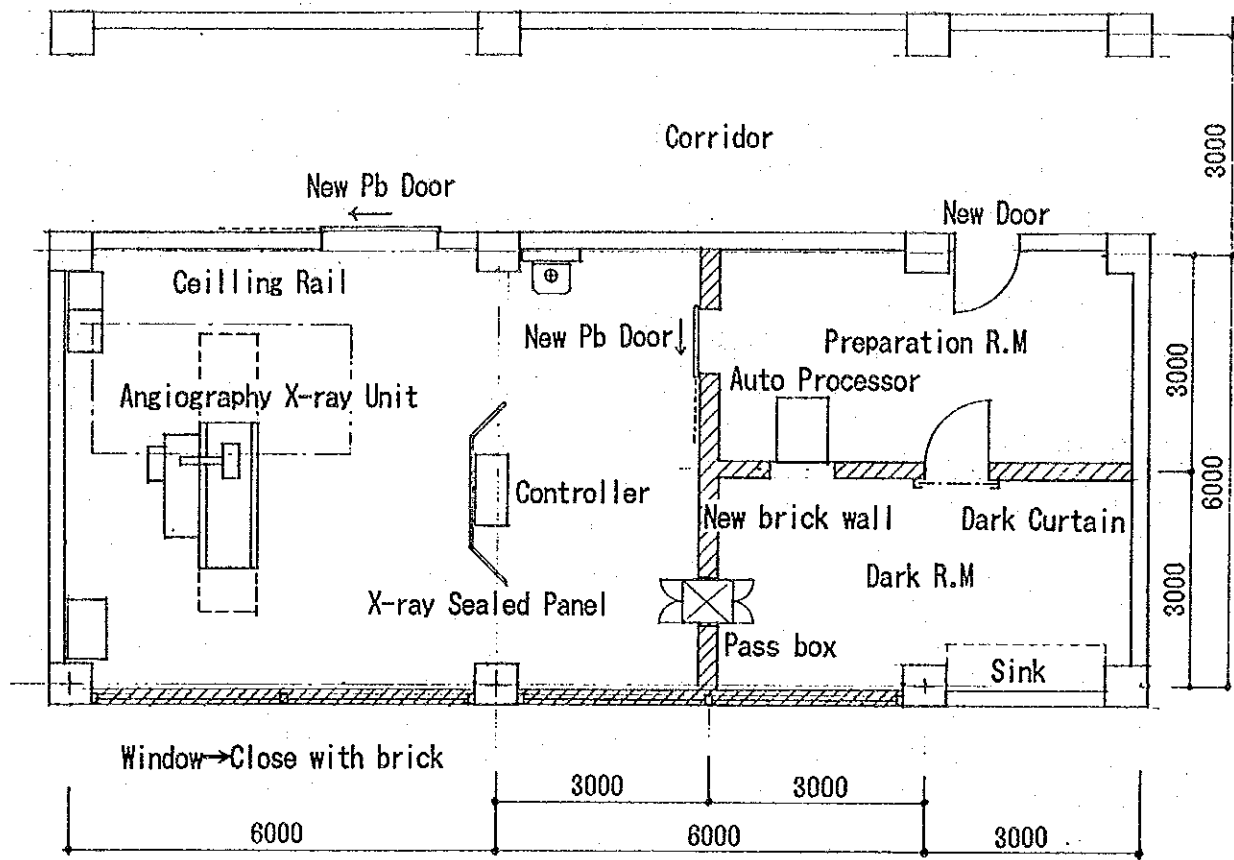 Corridor
3000
New Pb Door
←
New Door
Ceilling Rail
New Pb Door↓
Preparation R.M
3000
Auto Processor
Angiography X-ray Unit
6000
Controller
New brick wall
Dark Curtain
Dark R.M
3000
X-ray Sealed Panel
Pass box
Sink
Window→Close with brick
3000
3000
6000
6000
3000